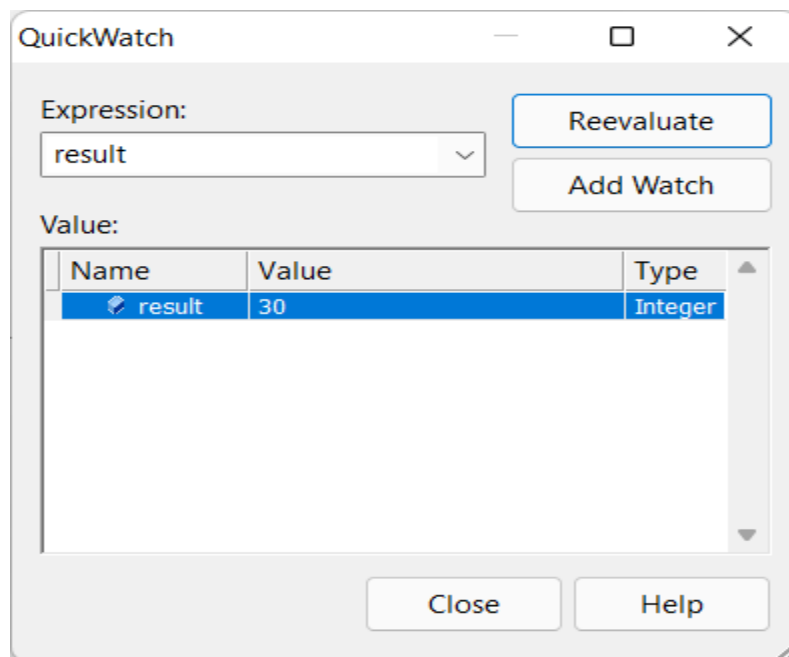 QuickWatch
Expression:
result
Reevaluate
Add Watch
Value:
Name Value Type
result 30 Integer
Close Help